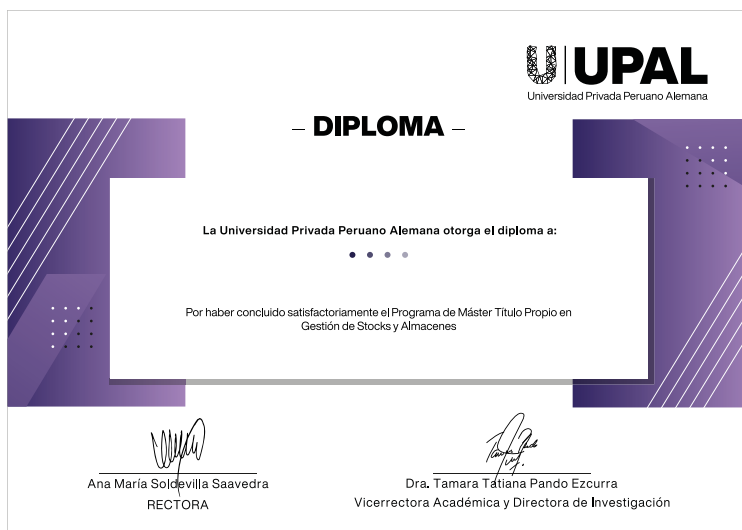 UPAL
Universidad Privada Peruano Alemana
– DIPLOMA –
La Universidad Privada Peruano Alemana otorga el diploma a:
Por haber concluido satisfactoriamente el Programa de Máster Título Propio en
Gestión de Stocks y Almacenes
Ana María Soldevilla Saavedra
RECTORA
Dra. Tamara Tatiana Pando Ezcurra
Vicerrectora Académica y Directora de Investigación